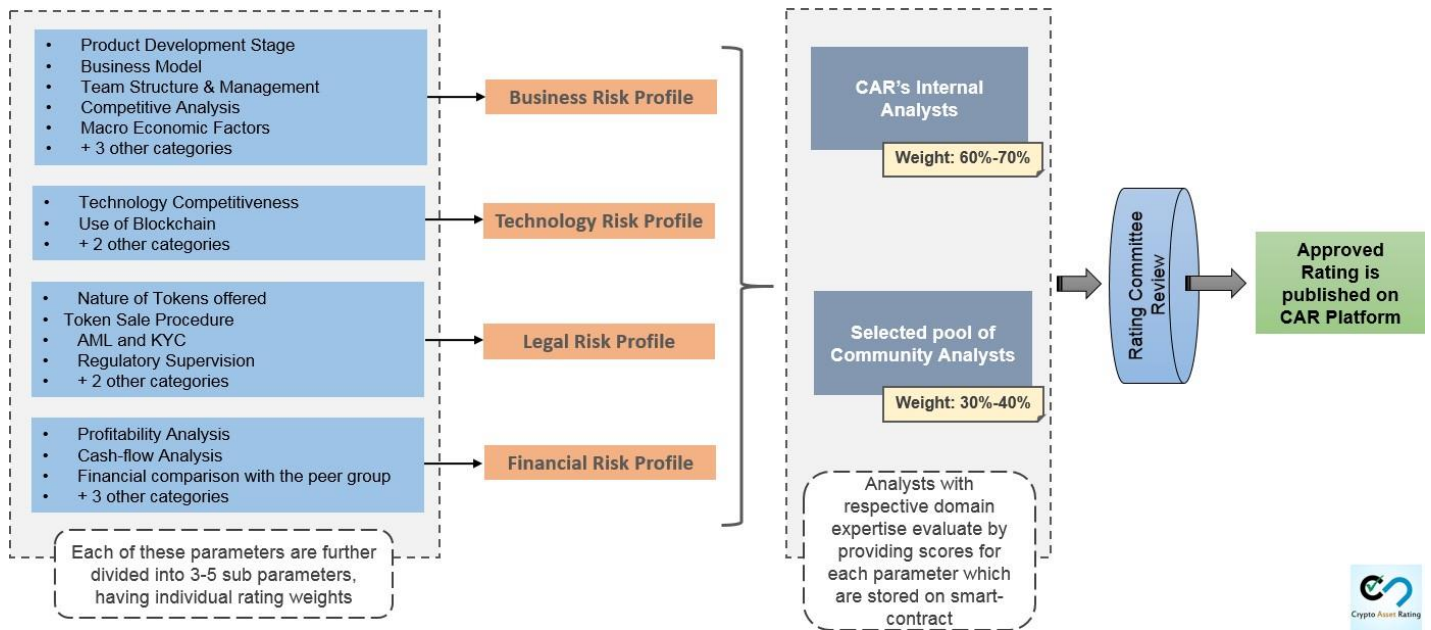 • Product Development Stage
• Business Model
• Team Structure & Management
• Competitive Analysis
• Macro Economic Factors
• + 3 other categories
Business Risk Profile
• Technology Competitiveness
• Use of Blockchain
• + 2 other categories
Technology Risk Profile
• Nature of Tokens offered
• Token Sale Procedure
• AML and KYC
• Regulatory Supervision
• + 2 other categories
Legal Risk Profile
• Profitability Analysis
• Cash-flow Analysis
• Financial comparison with the peer group
• + 3 other categories
Financial Risk Profile
Each of these parameters are further
divided into 3-5 sub parameters,
having individual rating weights
CAR's Internal
Analysts
Weight: 60%-70%
Selected pool of
Community Analysts
Weight: 30%-40%
Analysts with
respective domain
expertise evaluate by
providing scores for
each parameter which
are stored on smart-
contract
Rating Committee
Review
Approved
Rating is
published on
CAR Platform
Crypto Asset Rating